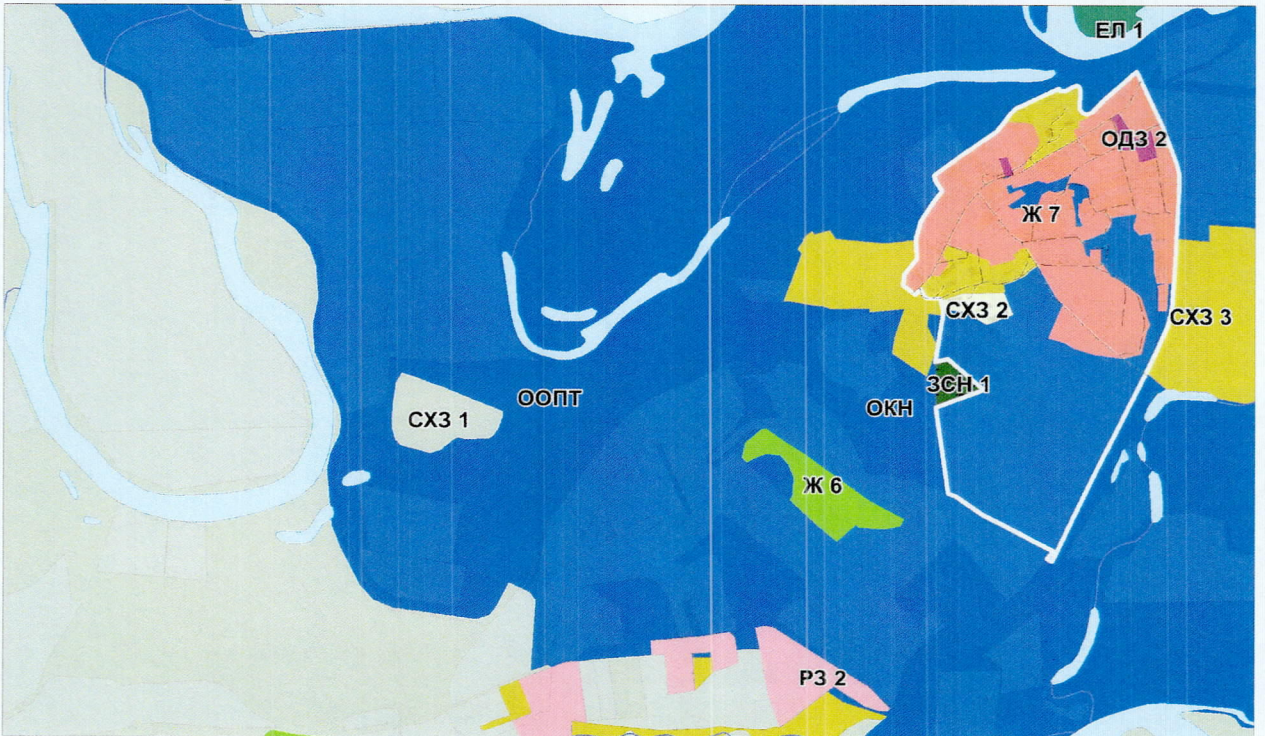 ЕЛ 1
ОДЗ 2
Ж 7
СХЗ 2
СХЗ 3
ЗСН 1
ООПТ
ОКН
СХЗ 1
Ж 6
РЗ 2